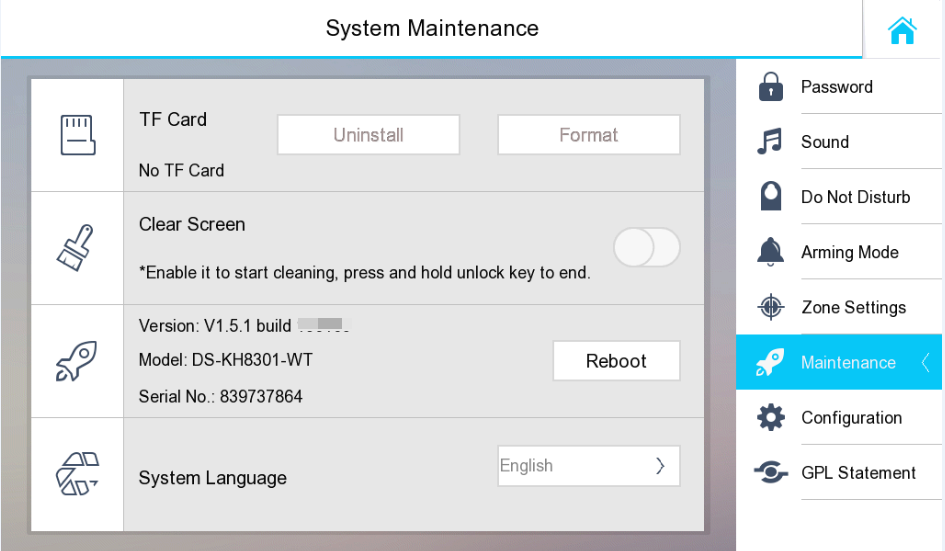 System Maintenance
TF Card
Uninstall
Format
No TF Card
Clear Screen
*Enable it to start cleaning, press and hold unlock key to end.
Version: V1.5.1 build
Model: DS-KH8301-WT
Reboot
Serial No.: 839737864
System Language
English
Password
Sound
Do Not Disturb
Arming Mode
Zone Settings
Maintenance
Configuration
GPL Statement